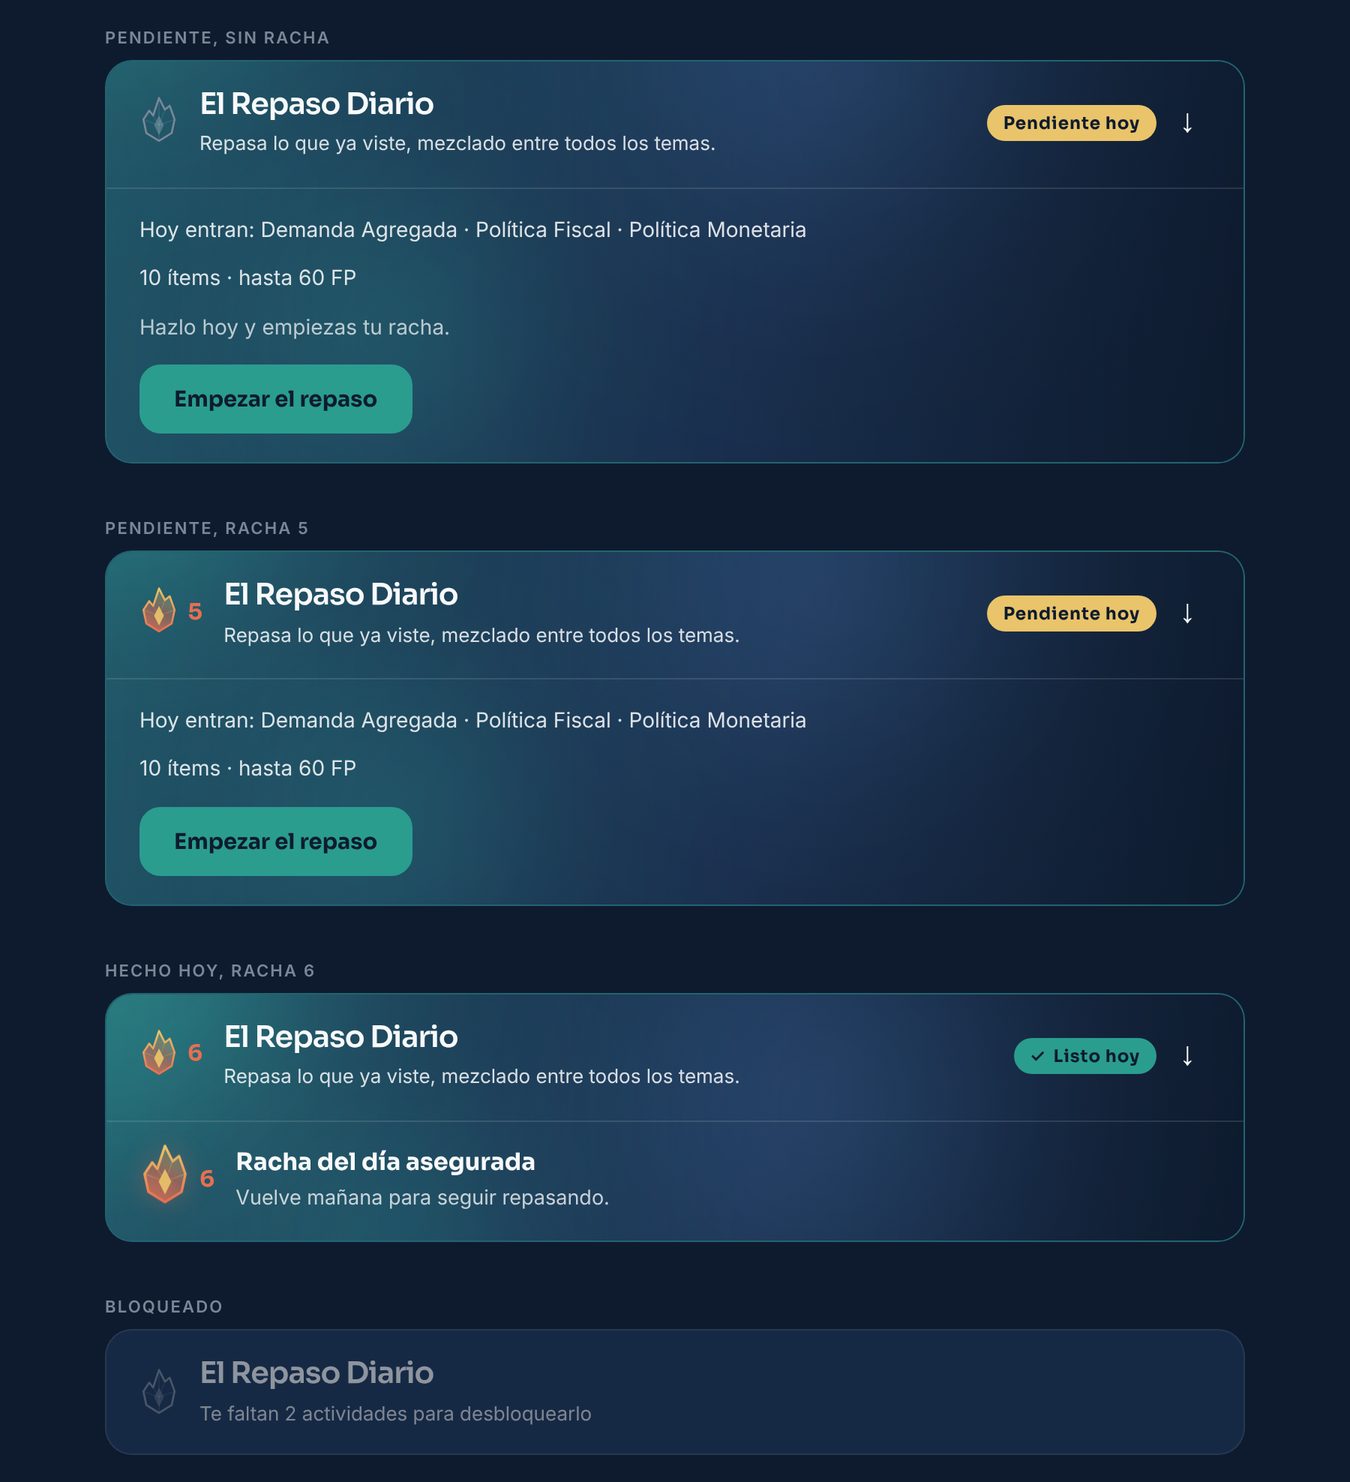 PENDIENTE, SIN RACHA
El Repaso Diario
Repasa lo que ya viste, mezclado entre todos los temas.
Pendiente hoy ↓
Hoy entran: Demanda Agregada · Política Fiscal · Política Monetaria
10 ítems · hasta 60 FP
Hazlo hoy y empiezas tu racha.
Empezar el repaso
PENDIENTE, RACHA 5
5
El Repaso Diario
Repasa lo que ya viste, mezclado entre todos los temas.
Pendiente hoy ↓
Hoy entran: Demanda Agregada · Política Fiscal · Política Monetaria
10 ítems · hasta 60 FP
Empezar el repaso
HECHO HOY, RACHA 6
6
El Repaso Diario
Repasa lo que ya viste, mezclado entre todos los temas.
✓ Listo hoy ↓
6
Racha del día asegurada
Vuelve mañana para seguir repasando.
BLOQUEADO
El Repaso Diario
Te faltan 2 actividades para desbloquearlo